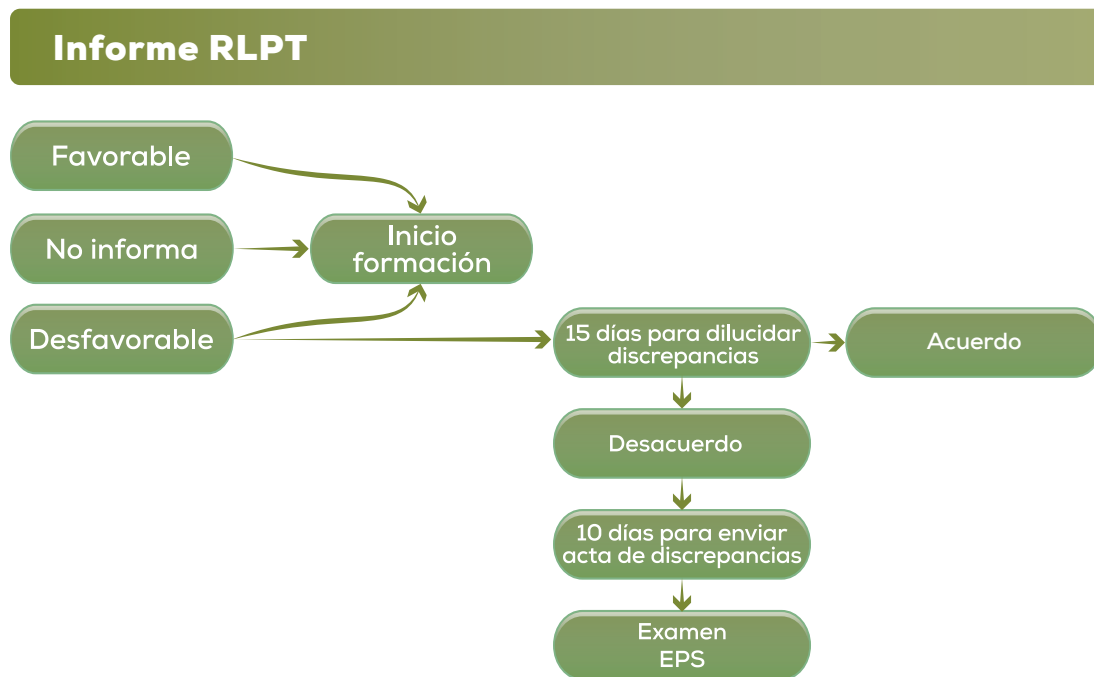 Informe RLPT
Favorable
No informa
Inicio
formación
Desfavorable
15 días para dilucidar
discrepancias
Acuerdo
Desacuerdo
10 días para enviar
acta de discrepancias
Examen
EPS